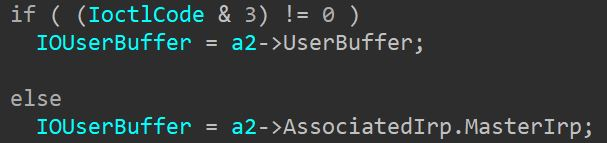 if ( (IoctlCode & 3) != 0 )
IOUserBuffer = a2->UserBuffer;
else
IOUserBuffer = a2->AssociatedIrp.MasterIrp;